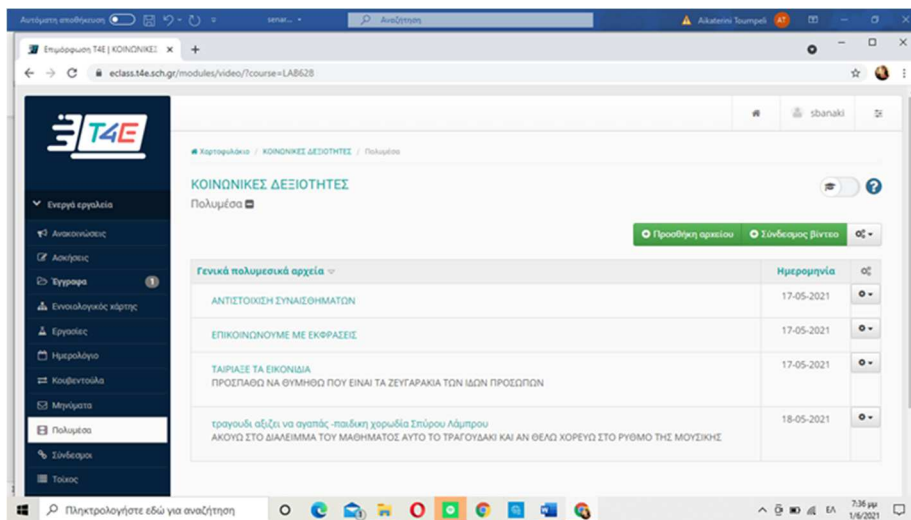 Αυτόματη αποθήκευση
Αναζήτηση
Aikaterini Toumpeli
AT
Επιμόρφωση T4E | ΚΟΙΝΩΝΙΚΕΣ
eclass.t4e.sch.gr/modules/video/?course=LAB628
T4E
sbanaki
Χαρτοφυλάκιο / ΚΟΙΝΩΝΙΚΕΣ ΔΕΞΙΟΤΗΤΕΣ / Πολυμέσα
ΚΟΙΝΩΝΙΚΕΣ ΔΕΞΙΟΤΗΤΕΣ
Πολυμέσα
Ενεργά εργαλεία
Ανακοινώσεις
Ασκήσεις
Έγγραφα 1
Εννοιολογικός χάρτης
Εργασίες
Ημερολόγιο
Κουβεντούλα
Μηνύματα
Πολυμέσα
Σύνδεσμοι
Τοίχος
Προσθήκη αρχείου
Σύνδεσμος βίντεο
Γενικά πολυμεσικά αρχεία
Ημερομηνία
ΑΝΤΙΣΤΟΙΧΙΣΗ ΣΥΝΑΙΣΘΗΜΑΤΩΝ
17-05-2021
ΕΠΙΚΟΙΝΩΝΟΥΜΕ ΜΕ ΕΚΦΡΑΣΕΙΣ
17-05-2021
ΤΑΙΡΙΑΞΕ ΤΑ ΕΙΚΟΝΙΔΙΑ
17-05-2021
ΠΡΟΣΠΑΘΩ ΝΑ ΘΥΜΗΘΩ ΠΟΥ ΕΙΝΑΙ ΤΑ ΖΕΥΓΑΡΑΚΙΑ ΤΩΝ ΙΔΩΝ ΠΡΟΣΩΠΩΝ
τραγουδι αξιζει να αγαπάς -παιδικη χορωδία Σπύρου Λάμπρου
18-05-2021
ΑΚΟΥΩ ΣΤΟ ΔΙΑΛΕΙΜΜΑ ΤΟΥ ΜΑΘΗΜΑΤΟΣ ΑΥΤΟ ΤΟ ΤΡΑΓΟΥΔΑΚΙ ΚΑΙ ΑΝ ΘΕΛΩ ΧΟΡΕΥΩ ΣΤΟ ΡΥΘΜΟ ΤΗΣ ΜΟΥΣΙΚΗΣ
Πληκτρολογήστε εδώ για αναζήτηση
ΕΛ
7:36 μμ
1/6/2021